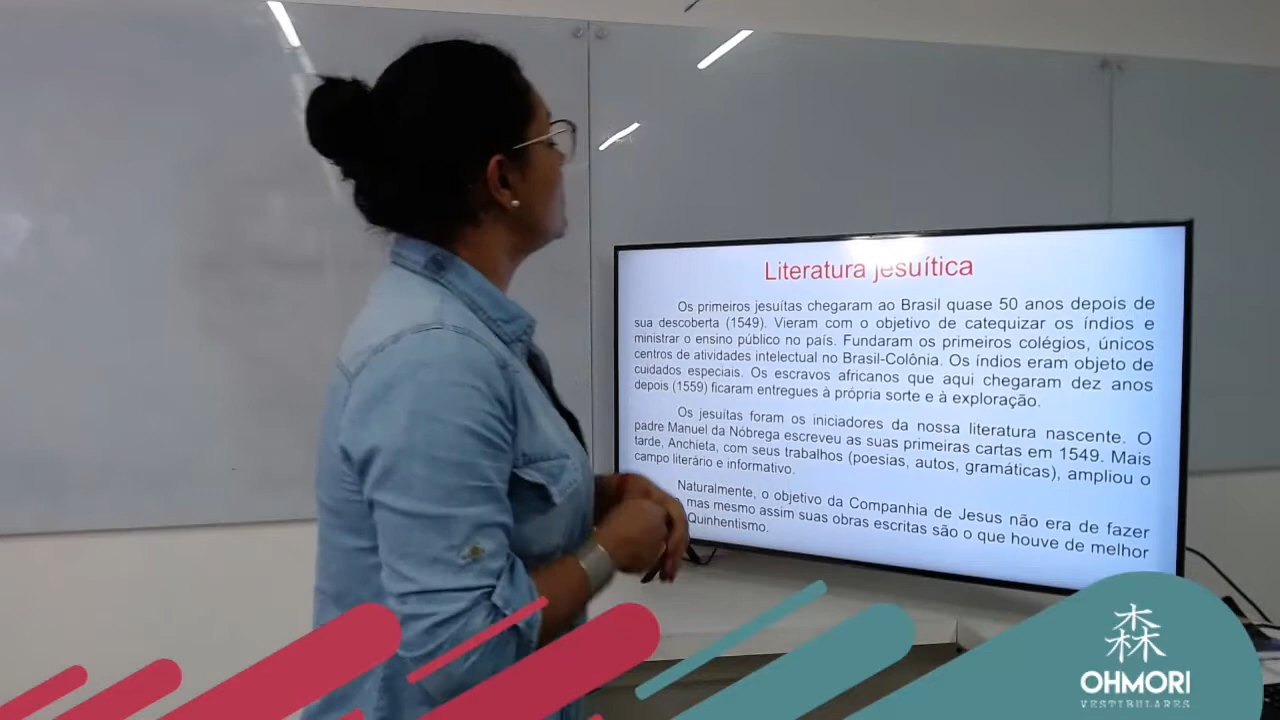 Literatura jesuítica
Os primeiros jesuítas chegaram ao Brasil quase 50 anos depois de
sua descoberta (1549). Vieram com o objetivo de catequizar os índios e
ministrar o ensino público no país. Fundaram os primeiros colégios, únicos
centros de atividades intelectual no Brasil-Colônia. Os índios eram objeto de
cuidados especiais. Os escravos africanos que aqui chegaram dez anos
depois (1559) ficaram entregues à própria sorte e à exploração.
Os jesuítas foram os iniciadores da nossa literatura nascente. O
padre Manuel da Nóbrega escreveu as suas primeiras cartas em 1549. Mais
tarde, Anchieta, com seus trabalhos (poesias, autos, gramáticas), ampliou o
campo literário e informativo.
Naturalmente, o objetivo da Companhia de Jesus não era de fazer
mas mesmo assim suas obras escritas são o que houve de melhor
Quinhentismo.
森
OHMORI
VESTIBULARES